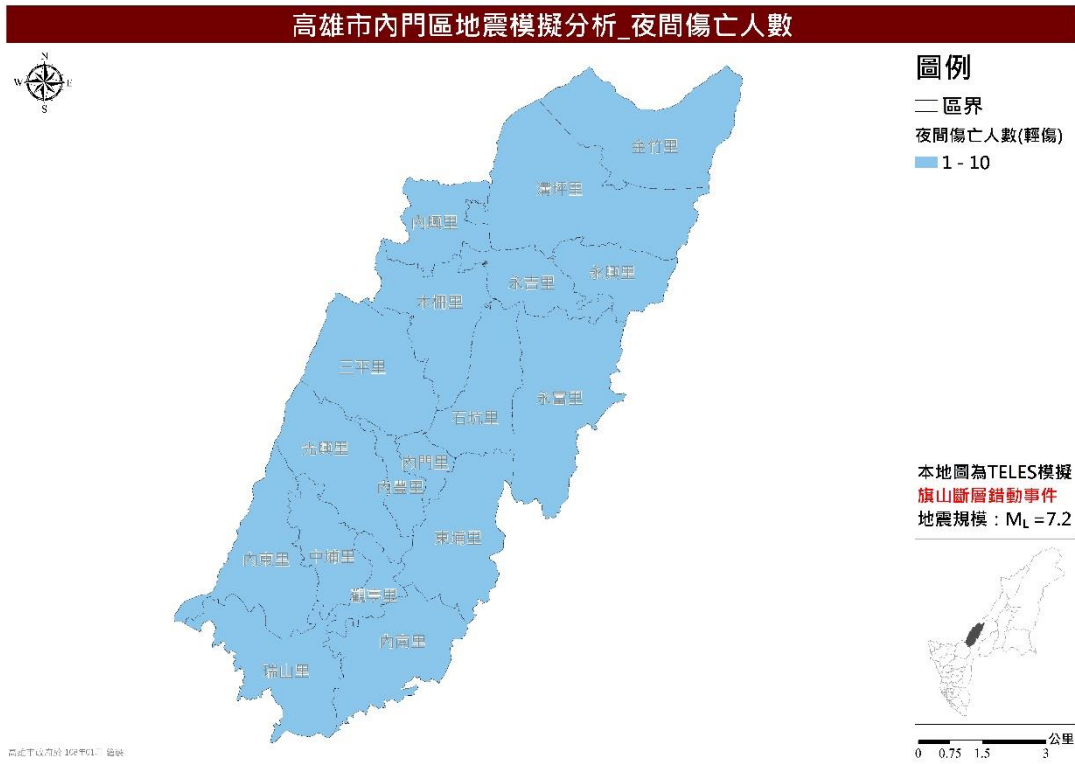 高雄市內門區地震模擬分析_夜間傷亡人數
N
W E
S
圖例
區界
夜間傷亡人數(輕傷)
1 - 10
金竹里
溝坪里
內興里
永吉里
永興里
木柵里
三平里
永富里
石坑里
光興里
內門里
內豊里
東埔里
內東里
中埔里
觀亭里
內南里
瑞山里
本地圖為TELES模擬
旗山斷層錯動事件
地震規模：ML =7.2
公里
0 0.75 1.5 3